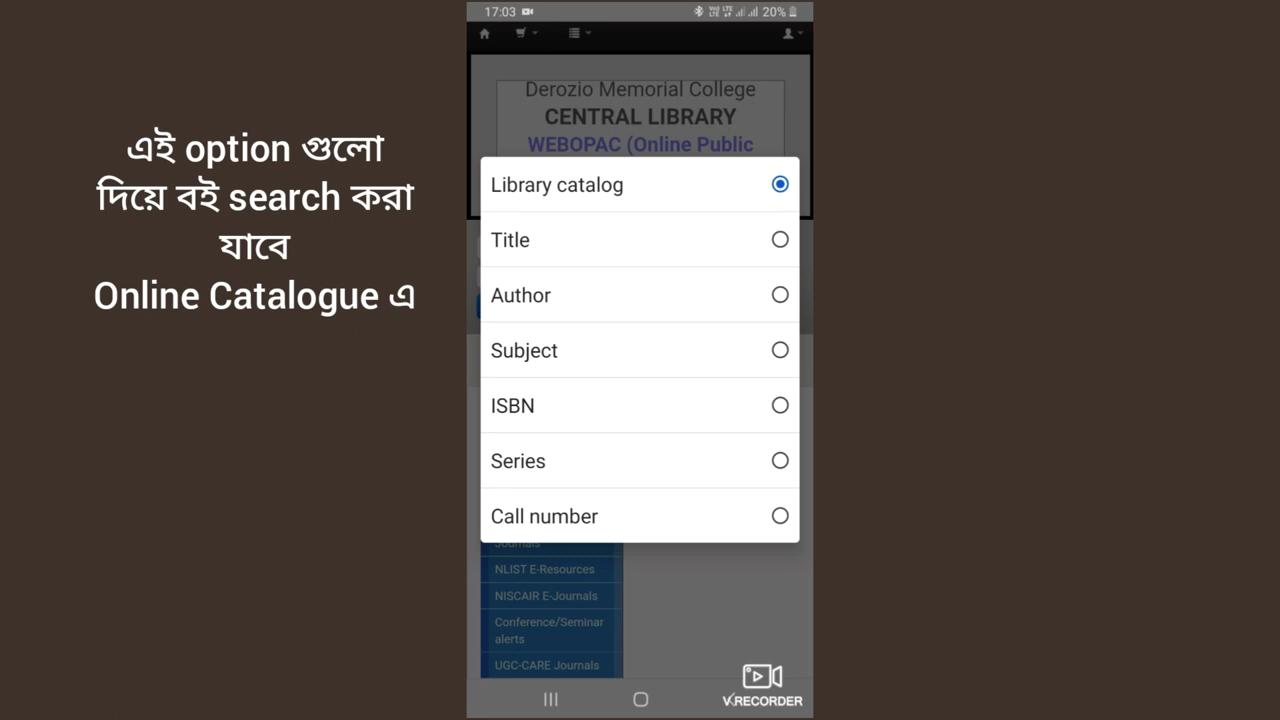 এই option গুলো
দিয়ে বই search করা
যাবে
Online Catalogue এ
17:03
20%
Derozio Memorial College
CENTRAL LIBRARY
WEBOPAC (Online Public
Library catalog
Title
Author
Subject
ISBN
Series
Call number
Journals
NLIST E-Resources
NISCAIR E-Journals
Conference/Seminar
alerts
UGC-CARE Journals
V.RECORDER